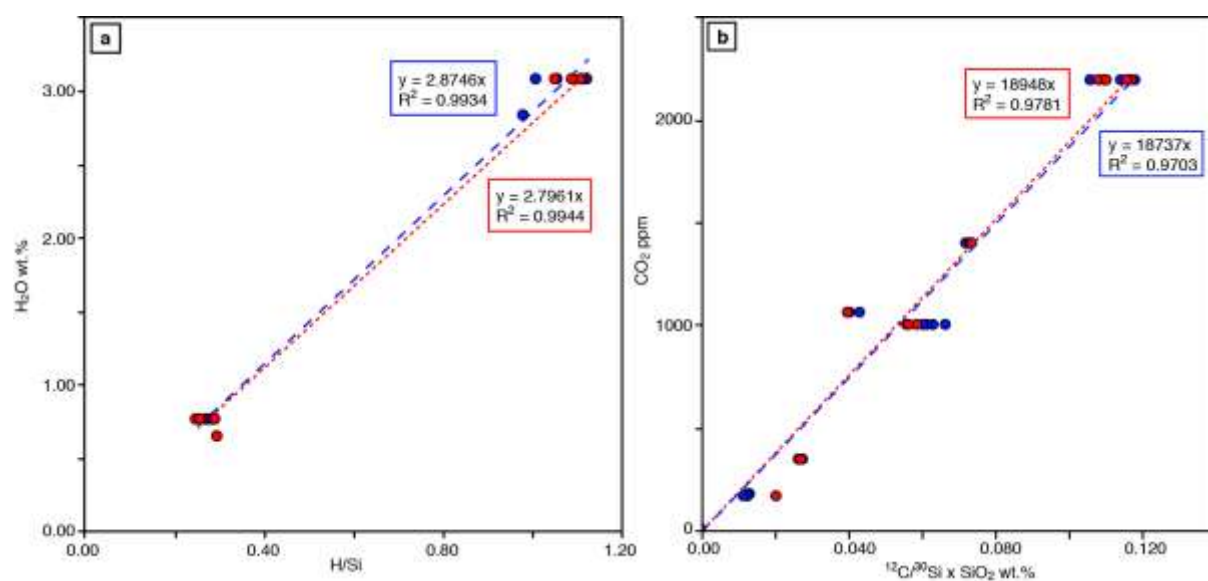 a
y = 2.8746x
R² = 0.9934
y = 2.7961x
R² = 0.9944
3.00
2.00
1.00
0.00
H₂O wt.%
0.00
0.40
0.80
1.20
H/Si
b
y = 18948x
R² = 0.9781
y = 18737x
R² = 0.9703
2000
1000
0
CO₂ ppm
0.00
0.040
0.080
0.120
¹²C/³⁰Si x SiO₂ wt.%